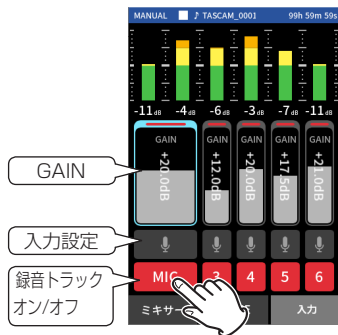 MANUAL ♪ TASCAM_0001 99h 59m 59s
-11dB -4dB -6dB -3dB -7dB -11dB
GAIN GAIN GAIN GAIN GAIN
+20.0dB +12.0dB +20.0dB +17.5dB +21.0dB
GAIN
入力設定
録音トラック
オン/オフ
MIC 3 4 5 6
ミキサー 入力